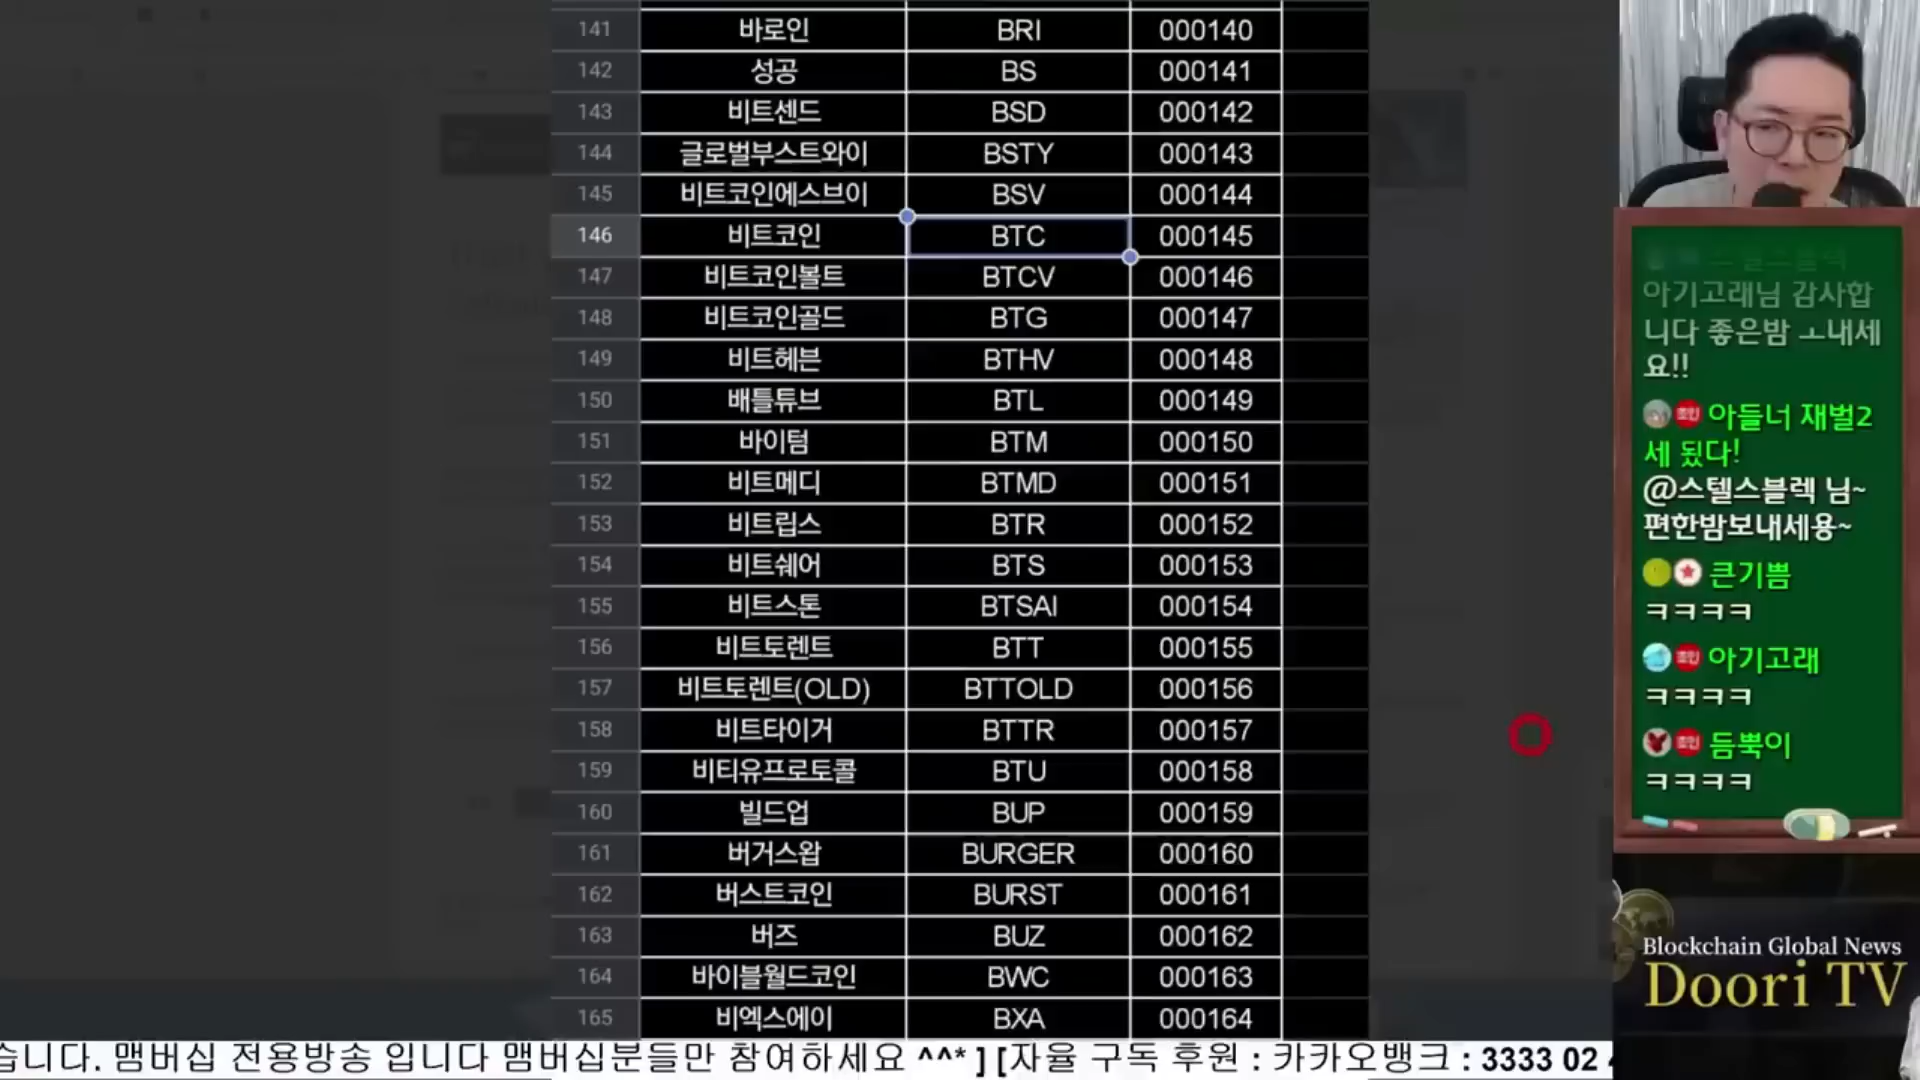 141 바로인 BRI 000140
142 성공 BS 000141
143 비트센드 BSD 000142
144 글로벌부스트와이 BSTY 000143
145 비트코인에스브이 BSV 000144
146 비트코인 BTC 000145
147 비트코인볼트 BTCV 000146
148 비트코인골드 BTG 000147
149 비트헤븐 BTHV 000148
150 배틀튜브 BTL 000149
151 바이텀 BTM 000150
152 비트메디 BTMD 000151
153 비트립스 BTR 000152
154 비트쉐어 BTS 000153
155 비트스톤 BTSAI 000154
156 비트토렌트 BTT 000155
157 비트토렌트(OLD) BTTOLD 000156
158 비트타이거 BTTR 000157
159 비티유프로토콜 BTU 000158
160 빌드업 BUP 000159
161 버거스왑 BURGER 000160
162 버스트코인 BURST 000161
163 버즈 BUZ 000162
164 바이블월드코인 BWC 000163
165 비엑스에이 BXA 000164
아기고래님 감사합
니다 좋은밤 ㅗ내세
요!!
아들너 재벌2
세 됐다!
@스텔스블렉 님~
편한밤보내세용~
큰기쁨
ㅋㅋㅋㅋ
아기고래
ㅋㅋㅋㅋ
듬뿍이
ㅋㅋㅋㅋ
Blockchain Global News
Doori TV
습니다. 맴버십 전용방송 입니다 맴버십분들만 참여하세요 ^^* ] [자율 구독 후원 : 카카오뱅크 : 3333 02